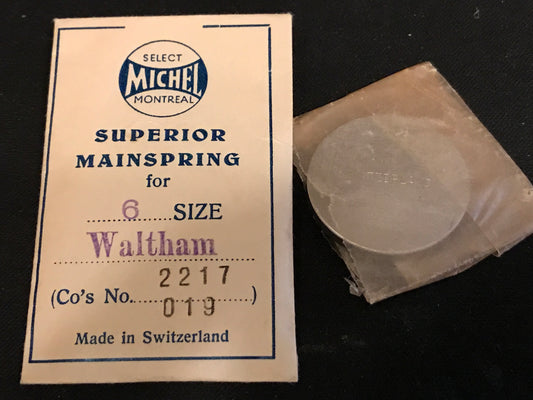 SELECT
MICHEL
MONTREAL
SUPERIOR
MAINSPRING
for
6 SIZE
Waltham
2217
(Co's No. 019)
Made in Switzerland